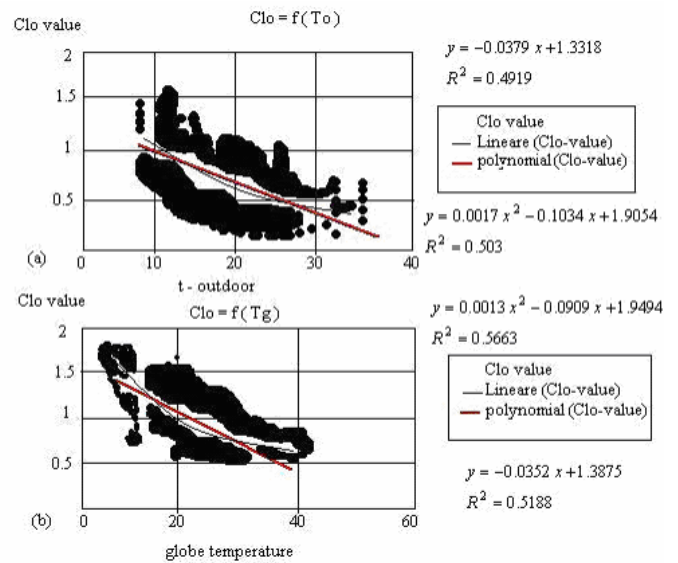 Clo value
Clo = f(To)
2
1.5
1
0.5
0
10
20
30
40
(a)
t - outdoor
y = −0.0379 x +1.3318
R² = 0.4919
Clo value
Lineare (Clo-value)
polynomial (Clo-value)
y = 0.0017 x² − 0.1034 x +1.9054
R² = 0.503
Clo value
Clo = f(Tg)
2
1.5
1
0.5
0
20
40
60
(b)
globe temperature
y = 0.0013 x² − 0.0909 x +1.9494
R² = 0.5663
Clo value
Lineare (Clo-value)
polynomial (Clo-value)
y = −0.0352 x +1.3875
R² = 0.5188